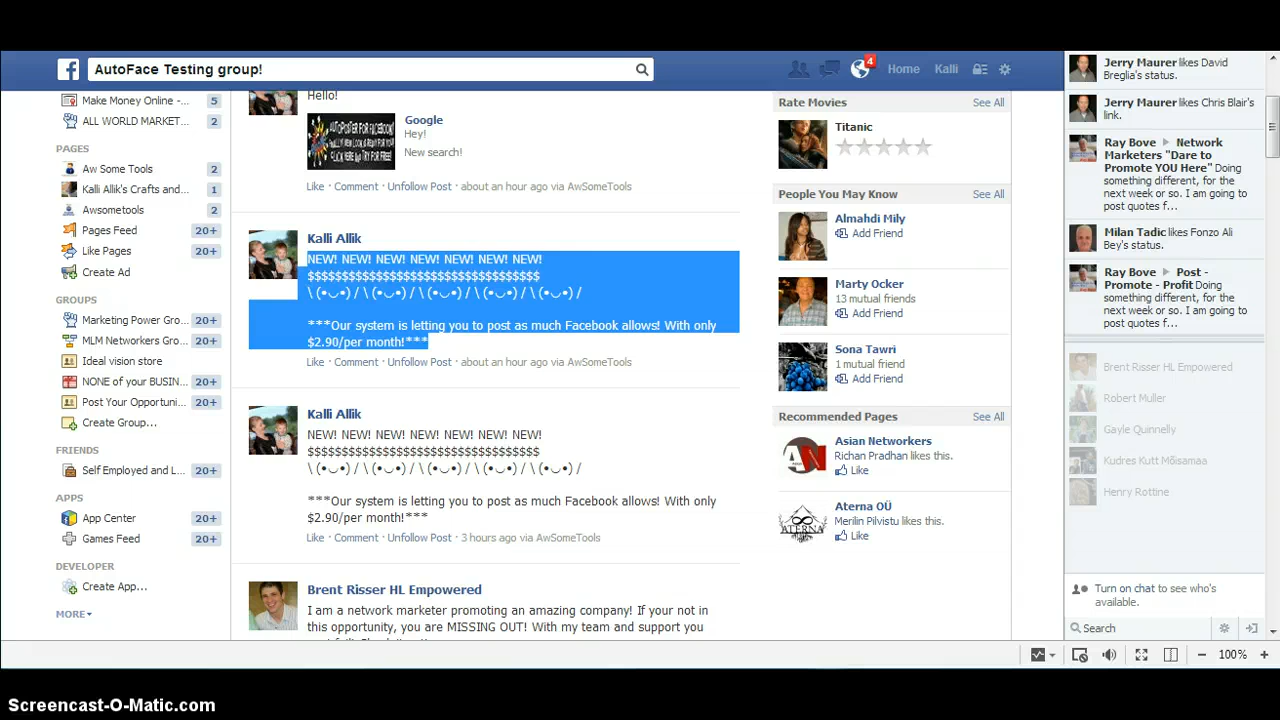 AutoFace Testing group!
4
Home
Kalli
Make Money Online -...
5
ALL WORLD MARKET...
2
PAGES
Aw Some Tools
2
Kalli Allik's Crafts and...
1
Awsometools
2
Pages Feed
20+
Like Pages
20+
Create Ad
GROUPS
Marketing Power Gro...
20+
MLM Networkers Gro...
20+
Ideal vision store
NONE of your BUSIN...
20+
Post Your Opportuni...
20+
Create Group...
FRIENDS
Self Employed and L...
20+
APPS
App Center
20+
Games Feed
20+
DEVELOPER
Create App...
MORE
Hello!
AUTOPOSTER FOR FACEBOOK!
Google
Hey!
New search!
Like · Comment · Unfollow Post · about an hour ago via AwSomeTools
Kalli Allik
NEW! NEW! NEW! NEW! NEW! NEW! NEW!
$$$$$$$$$$$$$$$$$$$$$$$$$$$$$$$$$$
\ (•◡•) / \ (•◡•) / \ (•◡•) / \ (•◡•) / \ (•◡•) /
***Our system is letting you to post as much Facebook allows! With only
$2.90/per month!***
Like · Comment · Unfollow Post · about an hour ago via AwSomeTools
Kalli Allik
NEW! NEW! NEW! NEW! NEW! NEW! NEW!
$$$$$$$$$$$$$$$$$$$$$$$$$$$$$$$$$$
\ (•◡•) / \ (•◡•) / \ (•◡•) / \ (•◡•) / \ (•◡•) /
***Our system is letting you to post as much Facebook allows! With only
$2.90/per month!***
Like · Comment · Unfollow Post · 3 hours ago via AwSomeTools
Brent Risser HL Empowered
I am a network marketer promoting an amazing company! If your not in
this opportunity, you are MISSING OUT! With my team and support you
Rate Movies
See All
Titanic
People You May Know
See All
Almahdi Mily
Add Friend
Marty Ocker
13 mutual friends
Add Friend
Sona Tawri
1 mutual friend
Add Friend
Recommended Pages
See All
AN
Asian Networkers
Richan Pradhan likes this.
Like
ATERNA
Aterna OÜ
Merilin Pilvistu likes this.
Like
Jerry Maurer likes David
Breglia's status.
Jerry Maurer likes Chris Blair's
link.
Ray Bove ▸ Network
Marketers "Dare to
Promote YOU Here" Doing
something different, for the
next week or so. I am going to
post quotes f...
Milan Tadic likes Fonzo Ali
Bey's status.
Ray Bove ▸ Post -
Promote - Profit Doing
something different, for the
next week or so. I am going to
post quotes f...
Brent Risser HL Empowered
Robert Muller
Gayle Quinnelly
Kudres Kutt Mõisamaa
Henry Rottine
Turn on chat to see who's
available.
Search
100%
Screencast-O-Matic.com